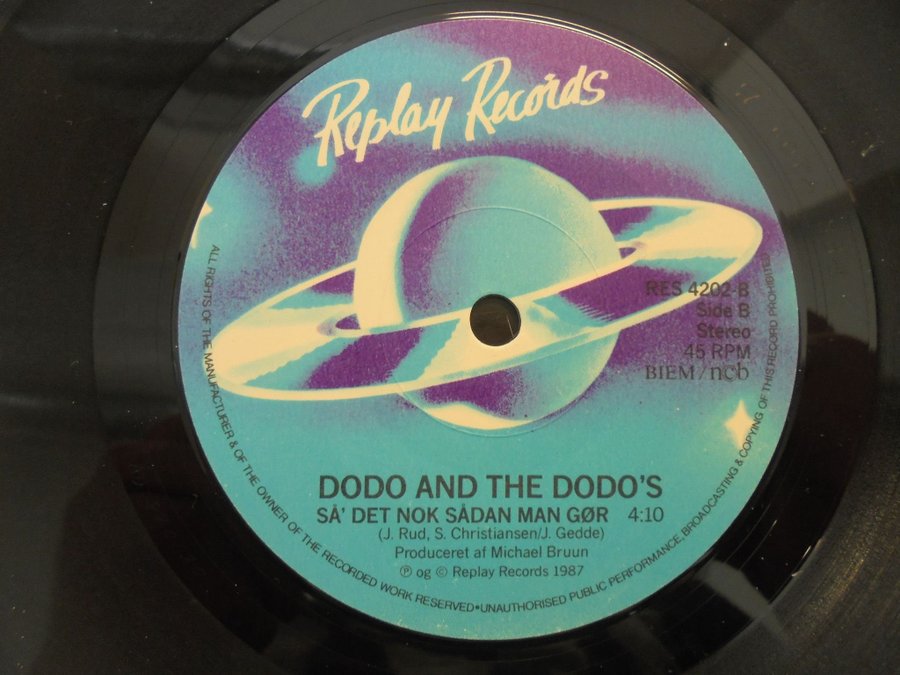 Replay Records
RES 4202-B
Side B
Stereo
45 RPM
BIEM/ncb
DODO AND THE DODO'S
SÅ' DET NOK SÅDAN MAN GØR 4:10
(J. Rud, S. Christiansen/J. Gedde)
Produceret af Michael Bruun
℗ og © Replay Records 1987
ALL RIGHTS OF THE MANUFACTURER & OF THE OWNER OF THE RECORDED WORK RESERVED•UNAUTHORISED PUBLIC PERFORMANCE, BROADCASTING & COPYING OF THIS RECORD PROHIBITED